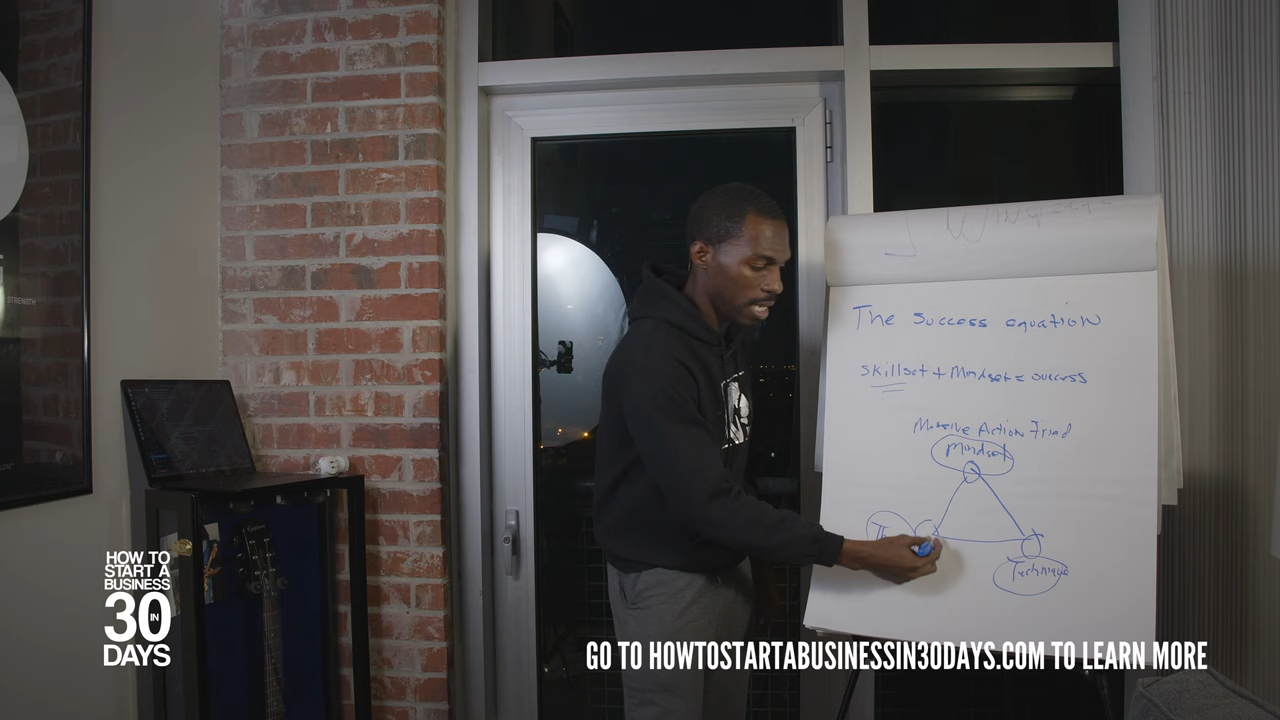 STRENGTH
The Success equation
skillset + Mindset = success
Massive Action Triad
Mindset
Technique
HOW TO
START A
BUSINESS
30 IN
DAYS
GO TO HOWTOSTARTABUSINESSIN30DAYS.COM TO LEARN MORE